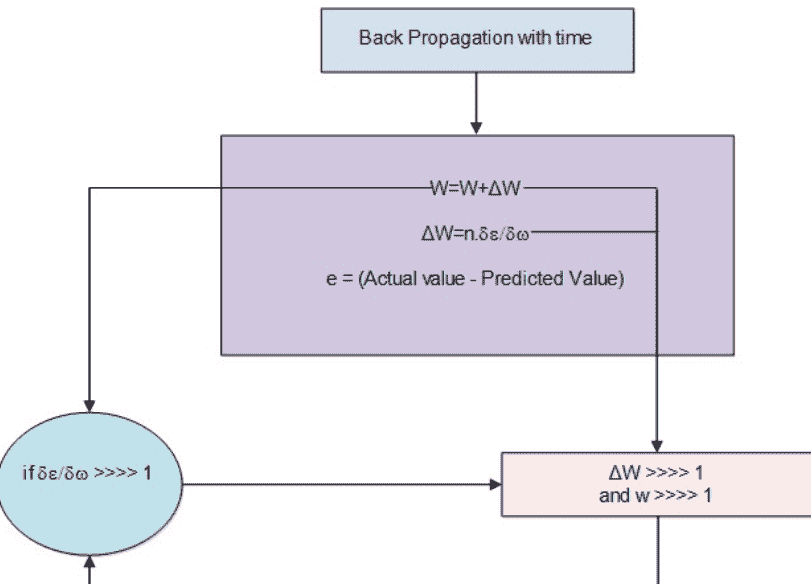 Back Propagation with time
W=W+ΔW
ΔW=n.δε/δω
e = (Actual value - Predicted Value)
if δε/δω >>>> 1
ΔW >>>> 1
and w >>>> 1